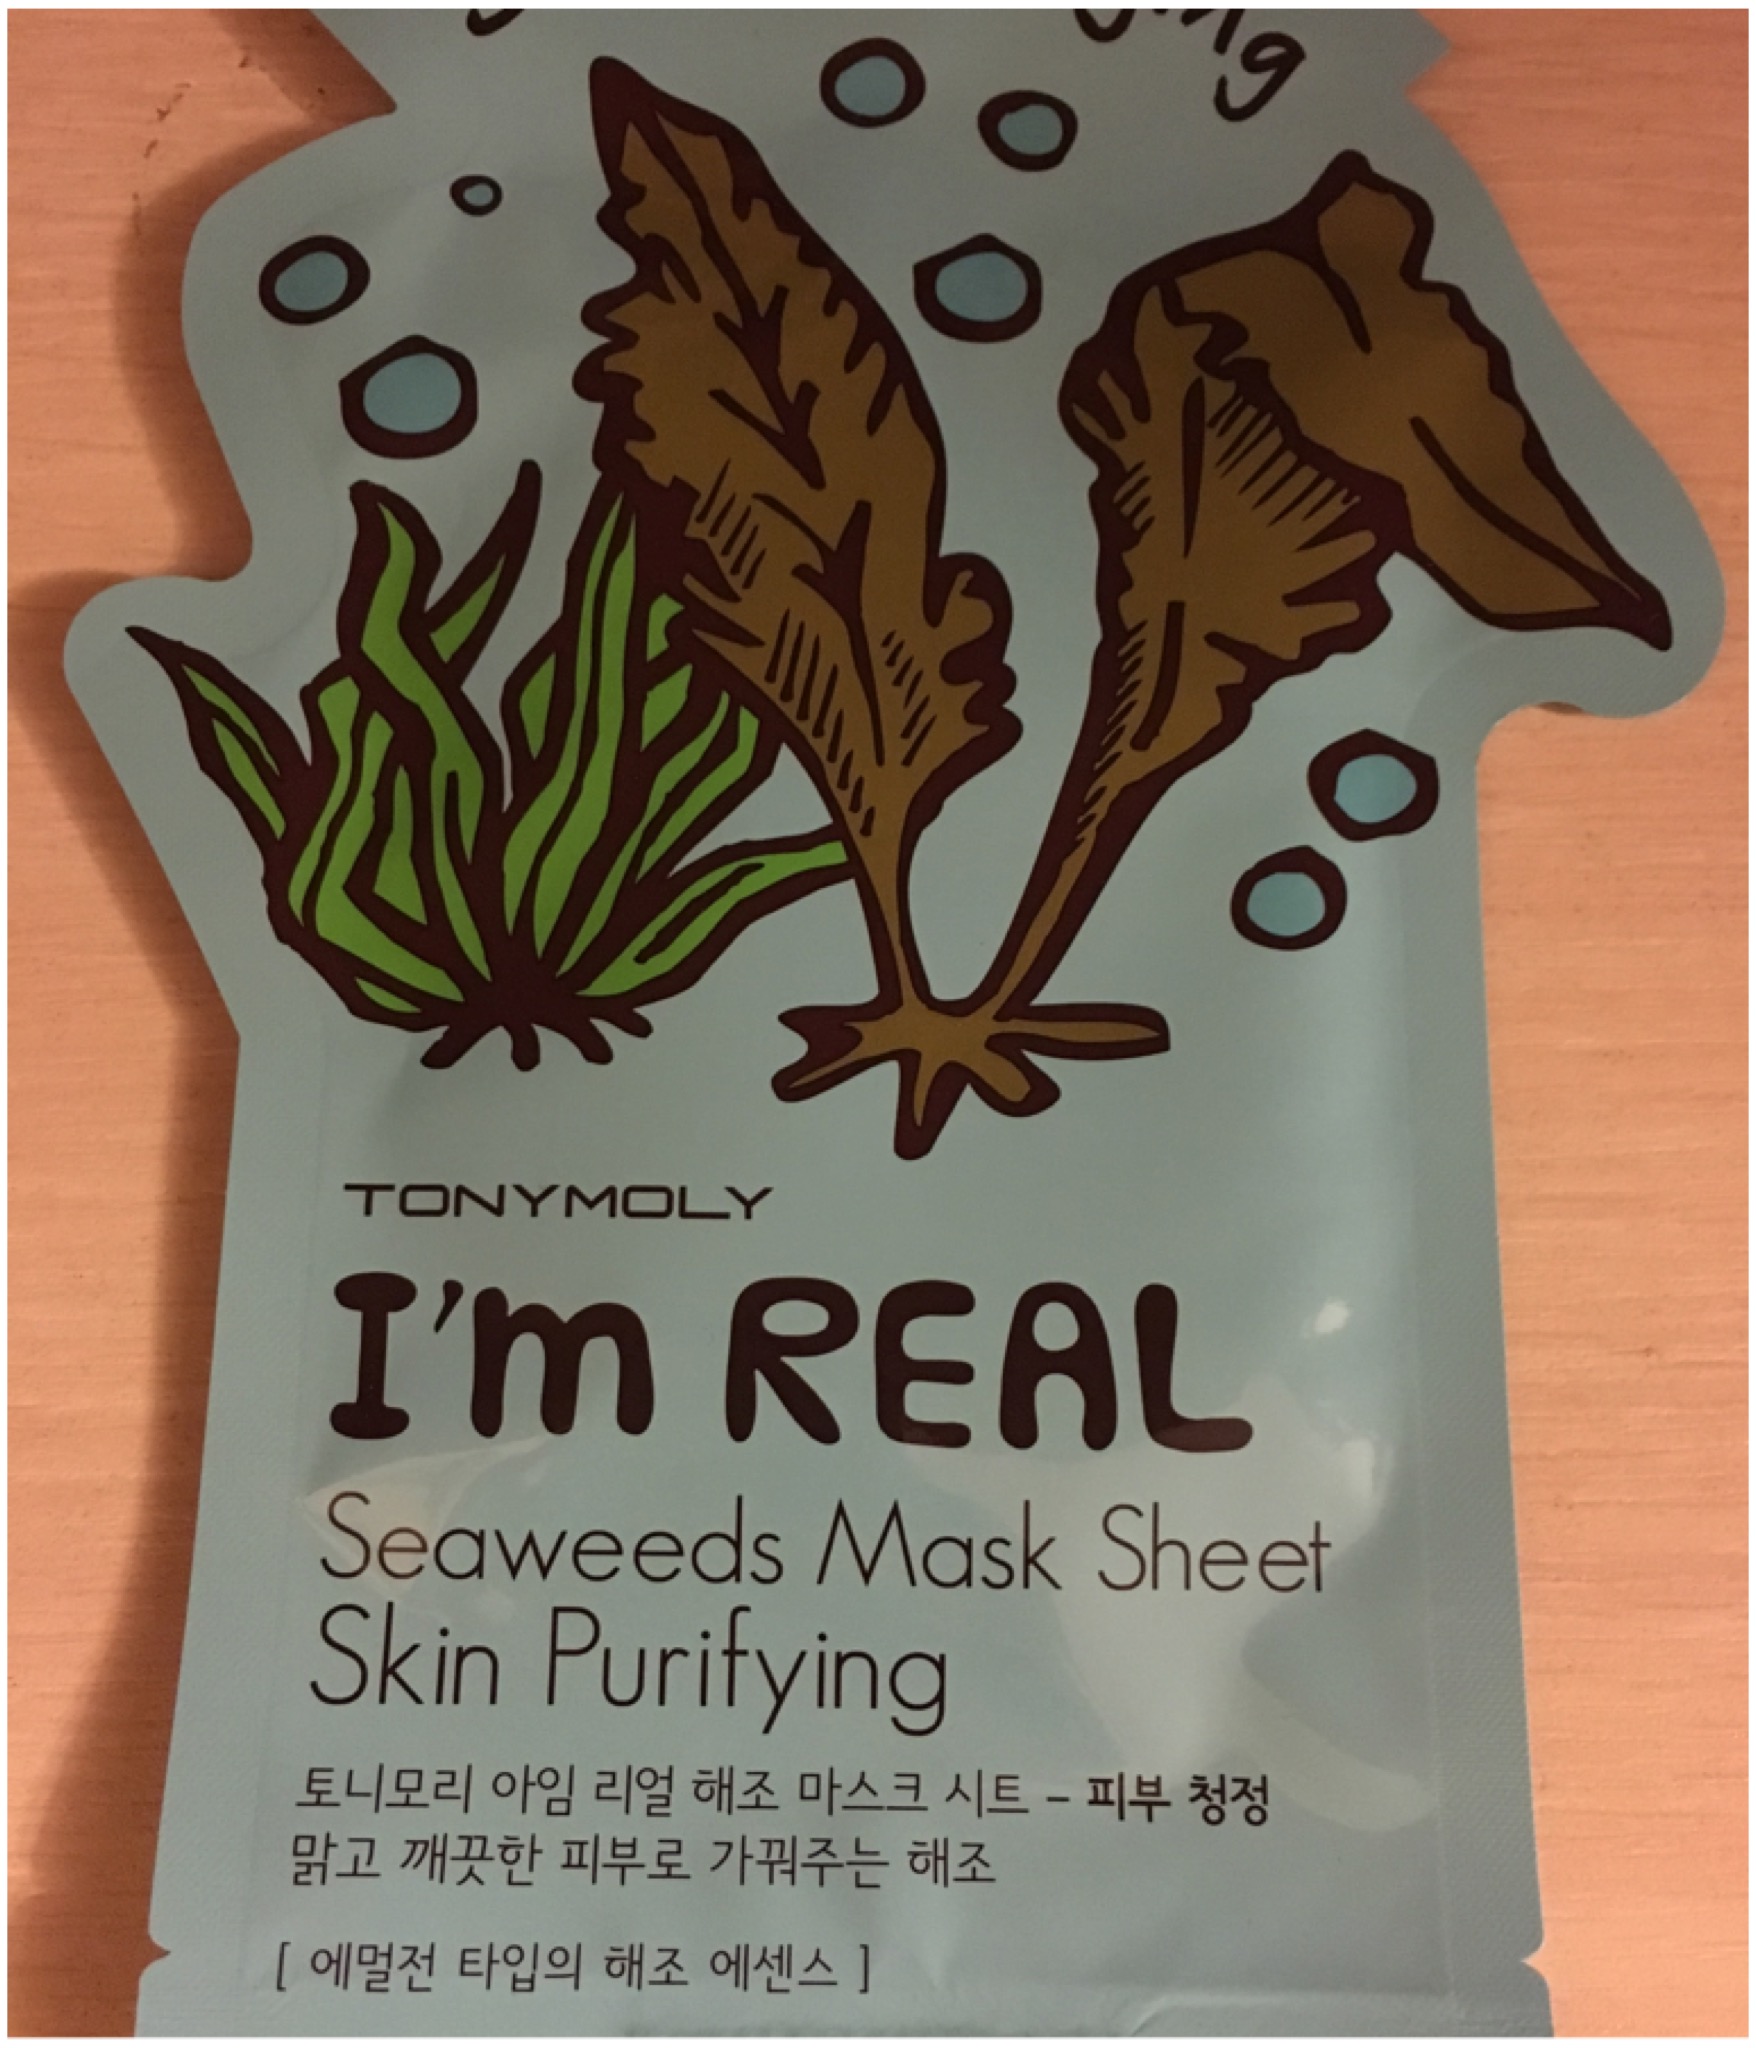 TONYMOLY
I'm REAL
Seaweeds Mask Sheet
Skin Purifying
토니모리 아임 리얼 해조 마스크 시트 – 피부 청정
맑고 깨끗한 피부로 가꿔주는 해조
[ 에멀전 타입의 해조 에센스 ]